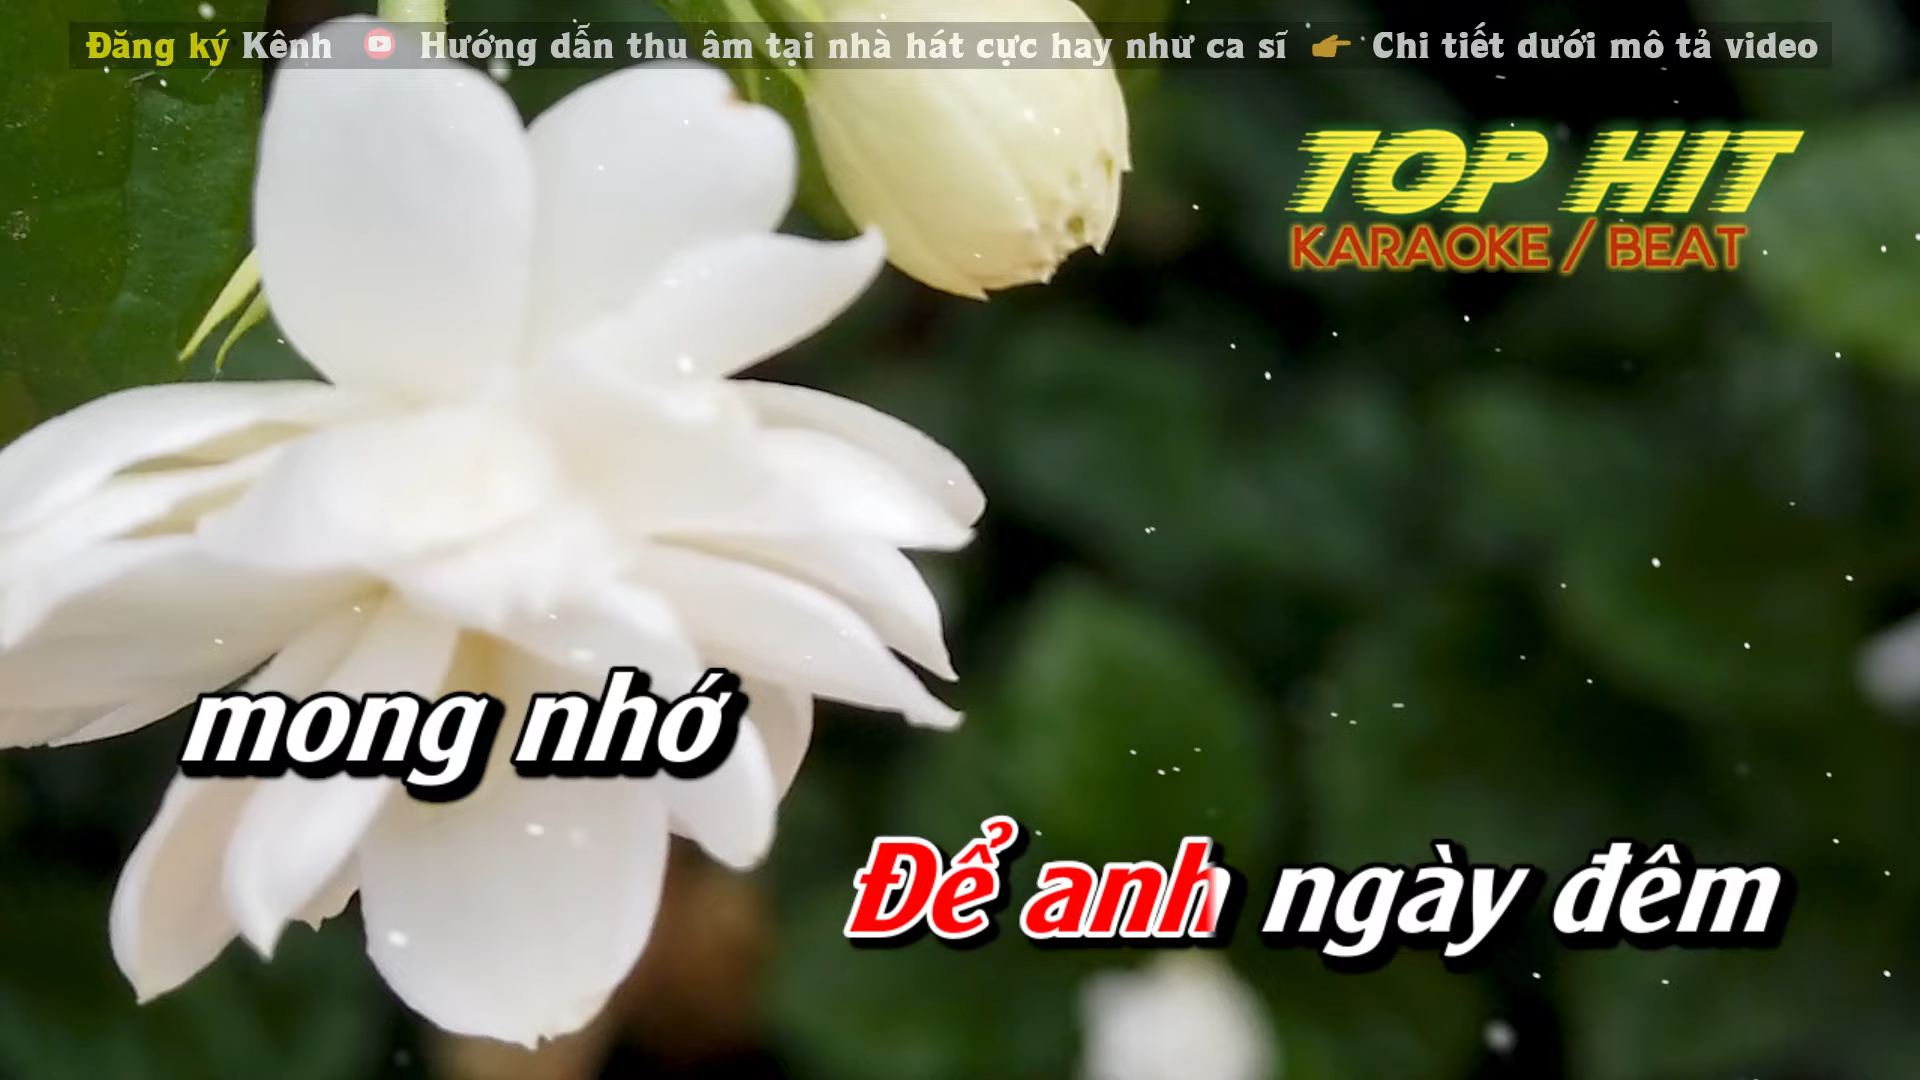 Đăng ký Kênh Hướng dẫn thu âm tại nhà hát cực hay như ca sĩ 👉 Chi tiết dưới mô tả video
TOP HIT
KARAOKE / BEAT
mong nhớ
Để anh ngày đêm